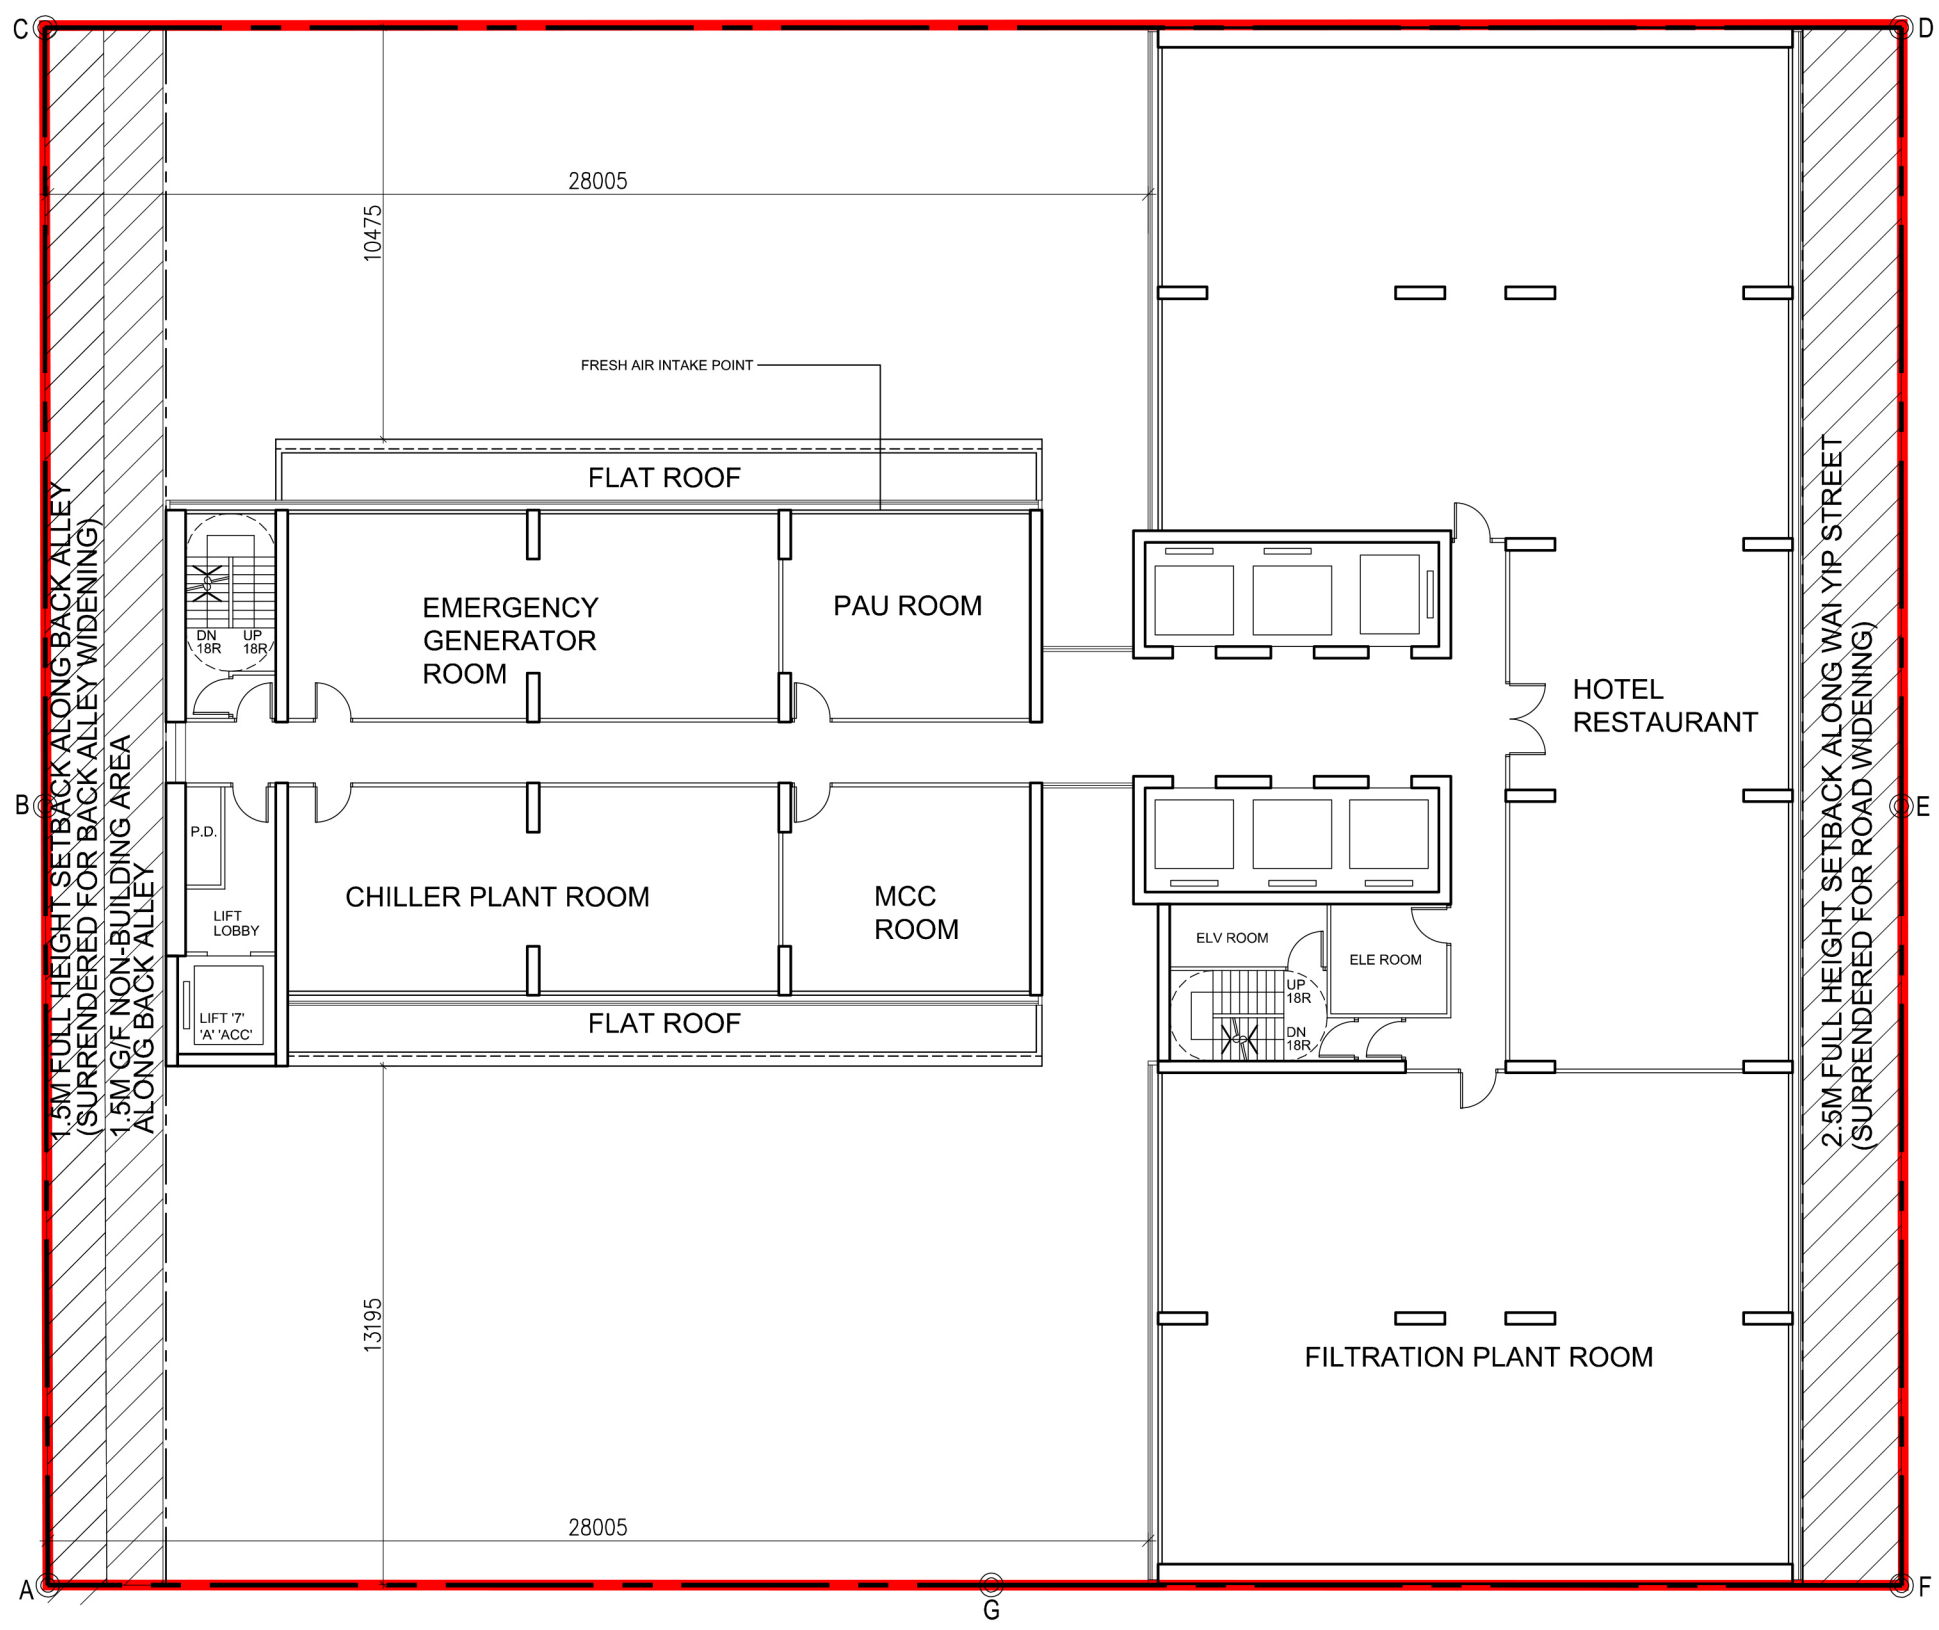 C
D
28005
10475
FRESH AIR INTAKE POINT
FLAT ROOF
EMERGENCY
GENERATOR
ROOM
PAU ROOM
DN
18R
UP
18R
HOTEL
RESTAURANT
1.5M FULL HEIGHT SETBACK ALONG BACK ALLEY
(SURRENDERED FOR BACK ALLEY WIDENING)
1.5M G/F NON-BUILDING AREA
ALONG BACK ALLEY
2.5M FULL HEIGHT SETBACK ALONG WAI YIP STREET
(SURRENDERED FOR ROAD WIDENING)
B
E
P.D.
LIFT
LOBBY
CHILLER PLANT ROOM
MCC
ROOM
ELV ROOM
ELE ROOM
LIFT '7'
'A' 'ACC'
FLAT ROOF
UP
18R
DN
18R
13195
FILTRATION PLANT ROOM
28005
A
G
F